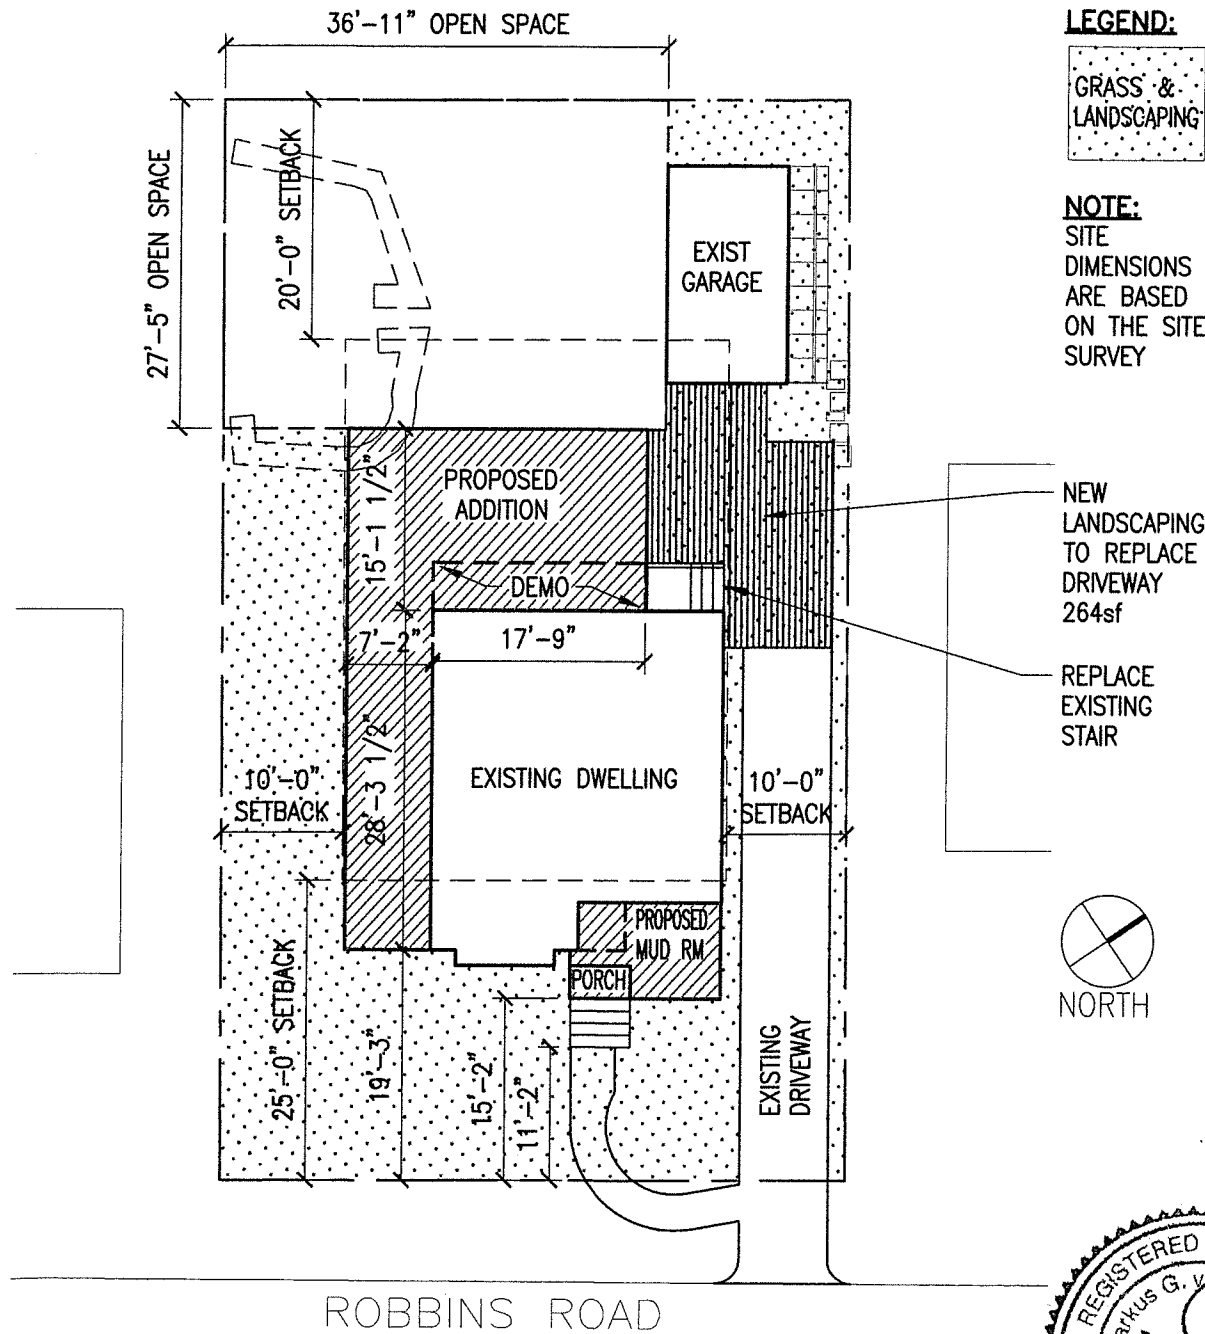 36'-11" OPEN SPACE
LEGEND:
GRASS &
LANDSCAPING
27'-5" OPEN SPACE
20'-0" SETBACK
NOTE:
SITE
DIMENSIONS
ARE BASED
ON THE SITE
SURVEY
EXIST
GARAGE
PROPOSED
ADDITION
15'-1 1/2"
NEW
LANDSCAPING
TO REPLACE
DRIVEWAY
264sf
DEMO
7'-2"
17'-9"
REPLACE
EXISTING
STAIR
28'-3 1/2"
EXISTING DWELLING
10'-0"
SETBACK
10'-0"
SETBACK
PROPOSED
MUD RM
PORCH
25'-0" SETBACK
19'-3"
15'-2"
11'-2"
EXISTING
DRIVEWAY
NORTH
REGISTERED
ROBBINS ROAD